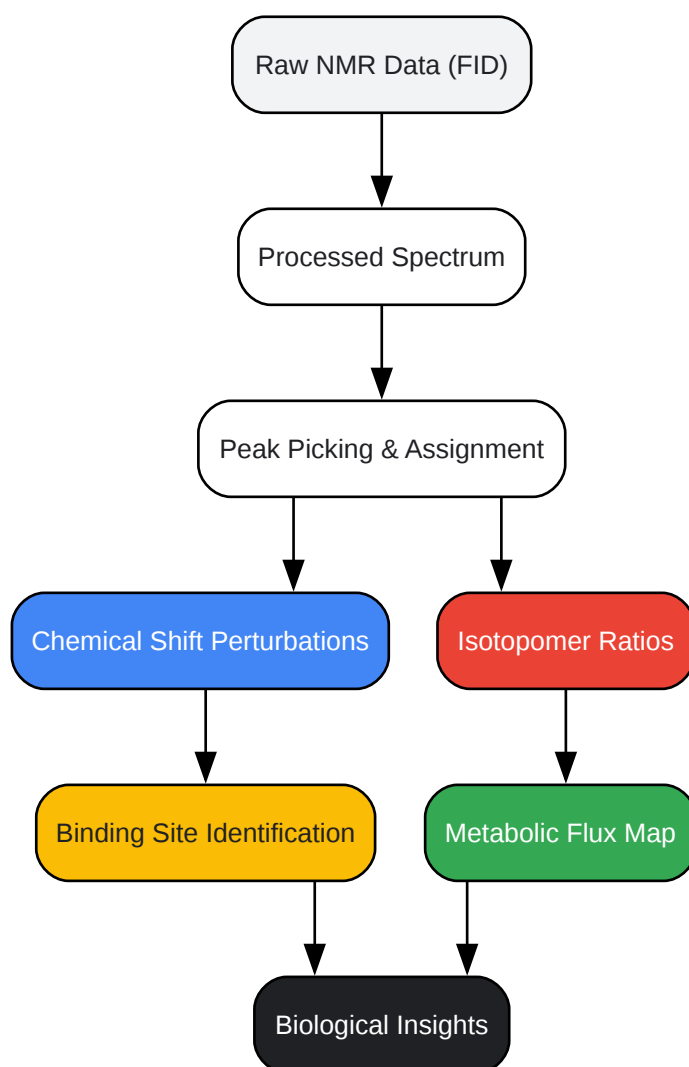 Raw NMR Data (FID)
Processed Spectrum
Peak Picking & Assignment
Chemical Shift Perturbations
Isotopomer Ratios
Binding Site Identification
Metabolic Flux Map
Biological Insights